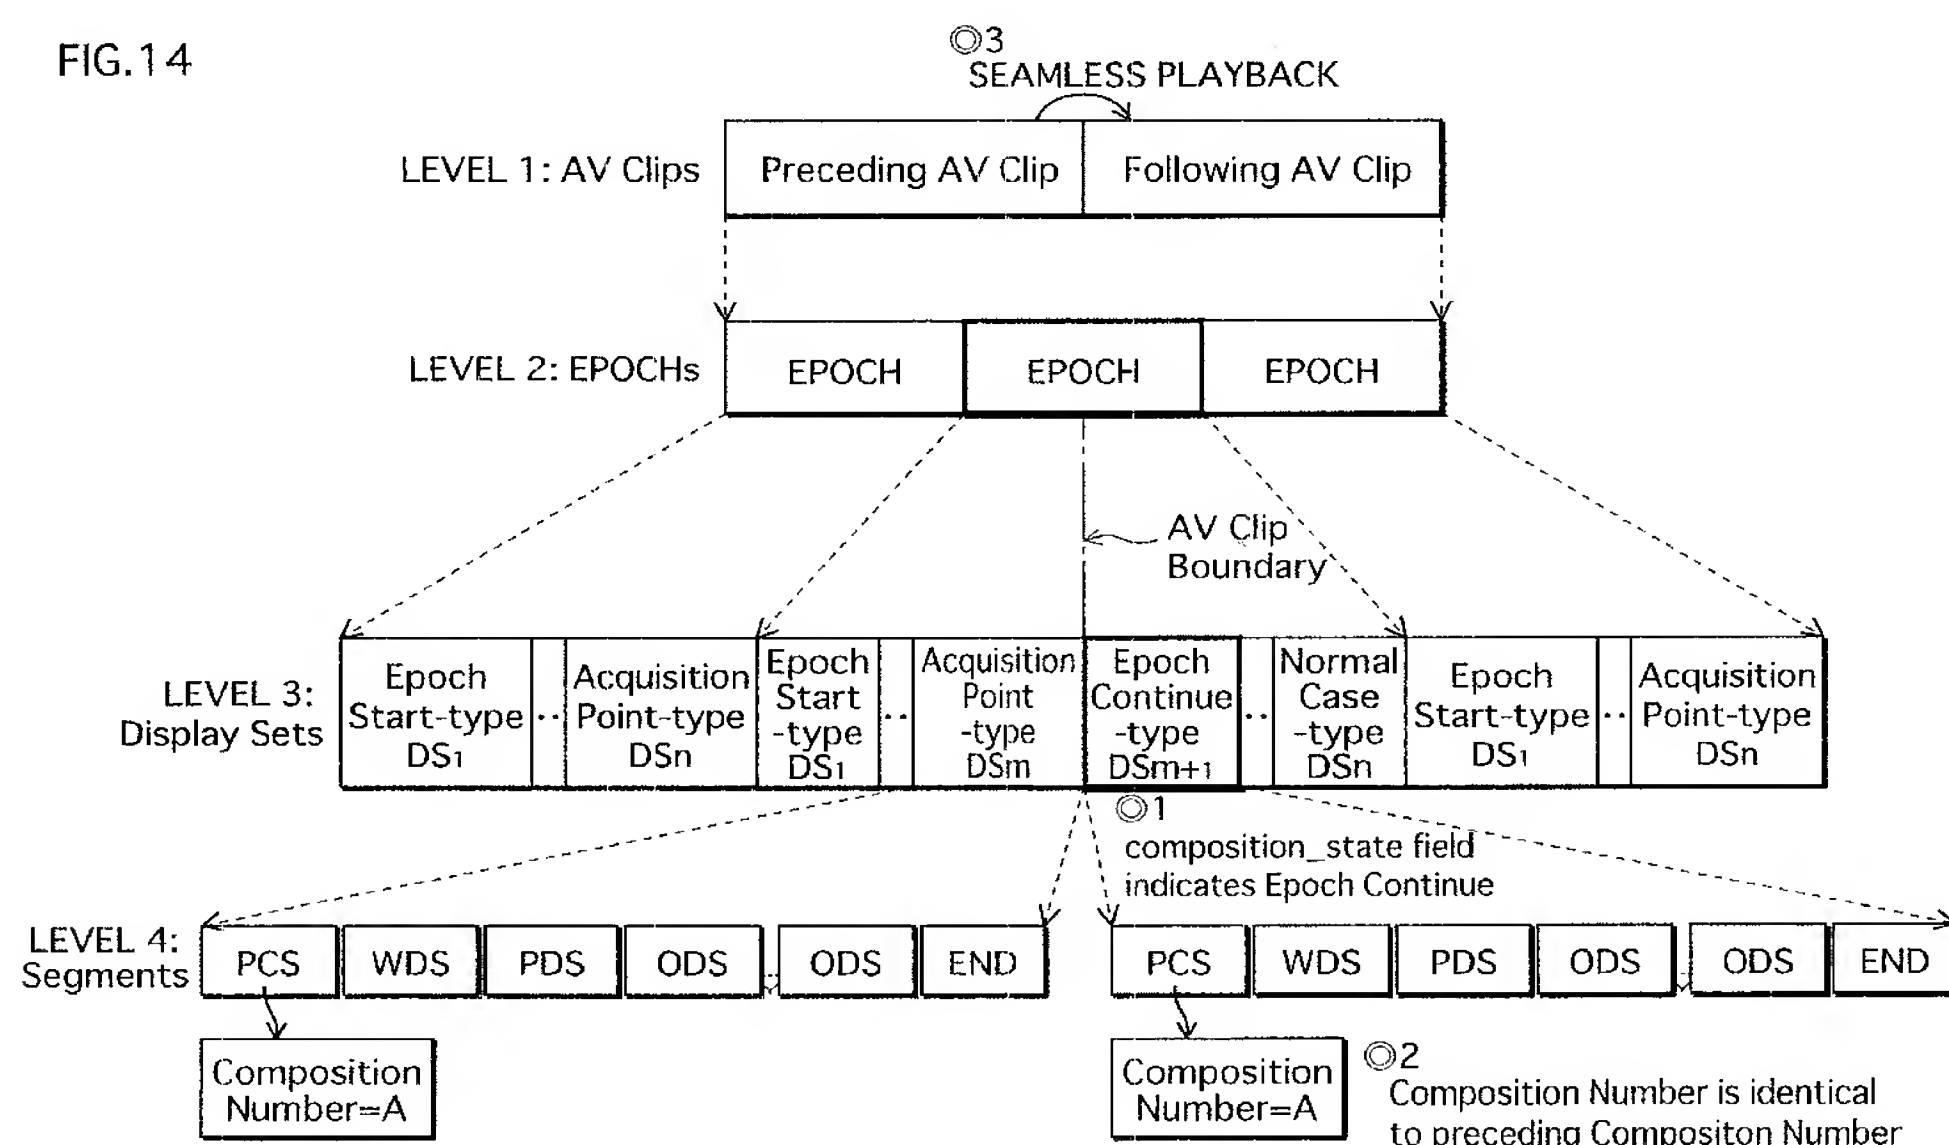 FIG.14
◎3
SEAMLESS PLAYBACK
LEVEL 1: AV Clips
Preceding AV Clip
Following AV Clip
LEVEL 2: EPOCHs
EPOCH
EPOCH
EPOCH
AV Clip
Boundary
LEVEL 3:
Display Sets
Epoch
Start-type
DS1
··
Acquisition
Point-type
DSn
Epoch
Start
-type
DS1
··
Acquisition
Point
-type
DSm
Epoch
Continue
-type
DSm+1
··
Normal
Case
-type
DSn
Epoch
Start-type
DS1
··
Acquisition
Point-type
DSn
◎1
composition_state field
indicates Epoch Continue
LEVEL 4:
Segments
PCS
WDS
PDS
ODS
ODS
END
PCS
WDS
PDS
ODS
ODS
END
Composition
Number=A
Composition
Number=A
◎2
Composition Number is identical
to preceding Compositon Number